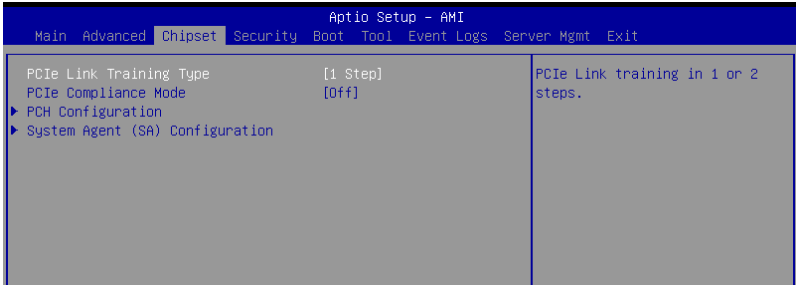 Aptio Setup – AMI
Main Advanced Chipset Security Boot Tool Event Logs Server Mgmt Exit
PCIe Link Training Type [1 Step]
PCIe Compliance Mode [Off]
PCH Configuration
System Agent (SA) Configuration
PCIe Link training in 1 or 2
steps.